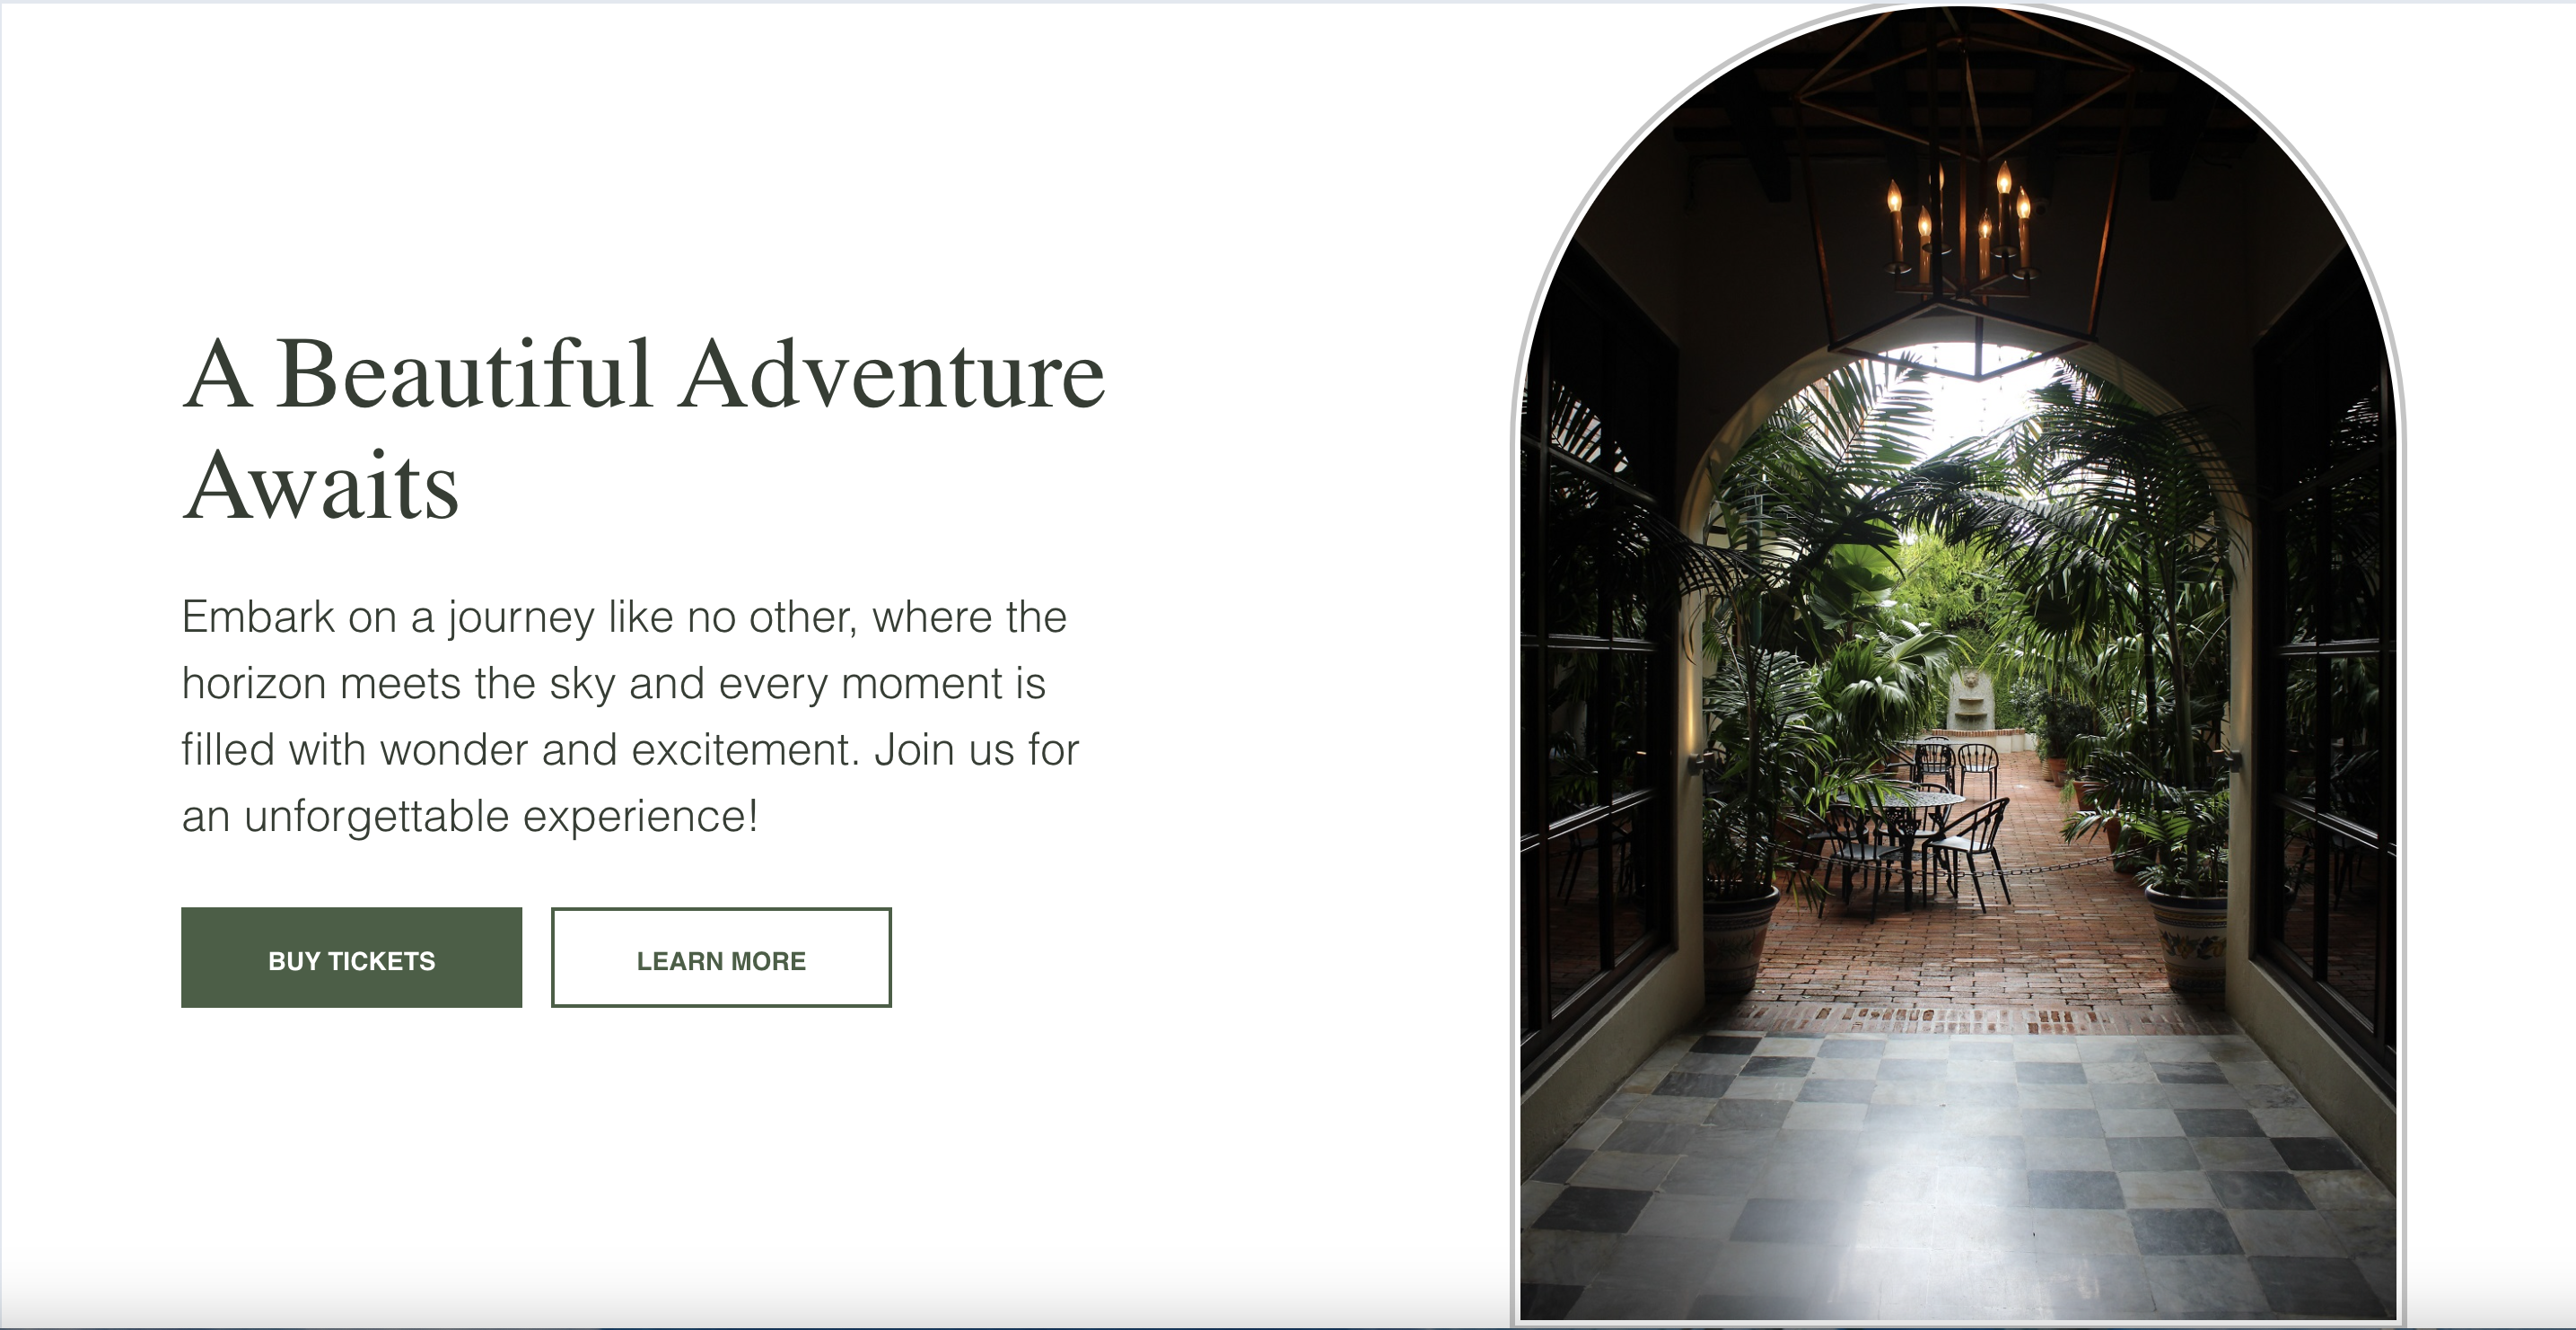 A Beautiful Adventure
Awaits
Embark on a journey like no other, where the
horizon meets the sky and every moment is
filled with wonder and excitement. Join us for
an unforgettable experience!
BUY TICKETS
LEARN MORE